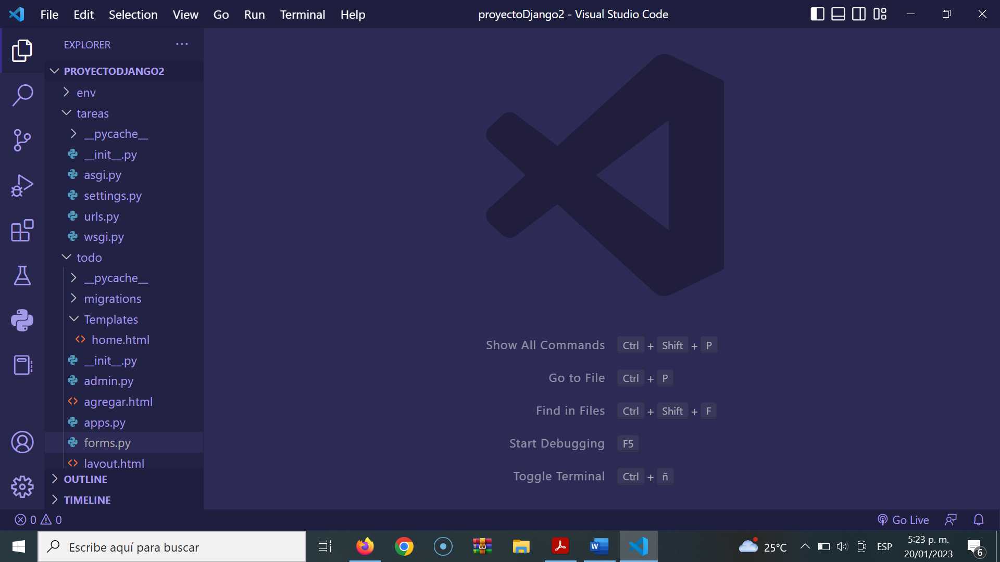 File Edit Selection View Go Run Terminal Help
proyectoDjango2 - Visual Studio Code
EXPLORER
PROYECTODJANGO2
env
tareas
__pycache__
__init__.py
asgi.py
settings.py
urls.py
wsgi.py
todo
__pycache__
migrations
Templates
home.html
__init__.py
admin.py
agregar.html
apps.py
forms.py
layout.html
OUTLINE
TIMELINE
Show All Commands Ctrl + Shift + P
Go to File Ctrl + P
Find in Files Ctrl + Shift + F
Start Debugging F5
Toggle Terminal Ctrl + ñ
0 0
Go Live
Escribe aquí para buscar
25°C
ESP
5:23 p. m.
20/01/2023
6